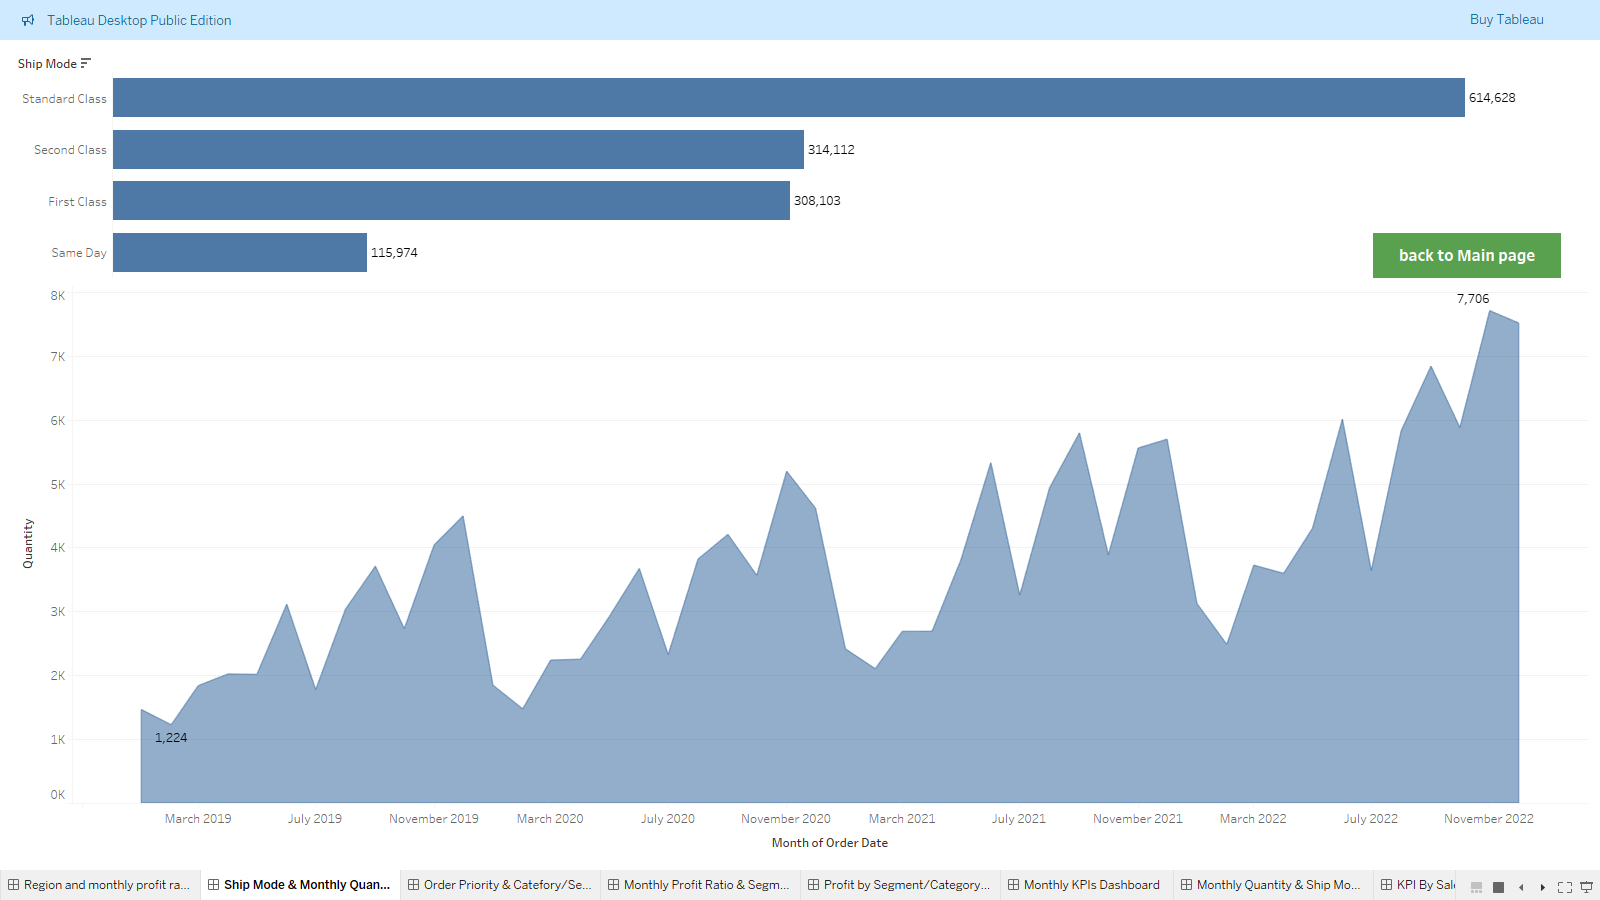 Tableau Desktop Public Edition
Buy Tableau
Ship Mode
Standard Class
614,628
Second Class
314,112
First Class
308,103
Same Day
115,974
back to Main page
8K
7K
6K
5K
4K
3K
2K
1K
0K
Quantity
7,706
1,224
March 2019
July 2019
November 2019
March 2020
July 2020
November 2020
March 2021
July 2021
November 2021
March 2022
July 2022
November 2022
Month of Order Date
Region and monthly profit ra...
Ship Mode & Monthly Quan...
Order Priority & Catefory/Se...
Monthly Profit Ratio & Segm...
Profit by Segment/Category...
Monthly KPIs Dashboard
Monthly Quantity & Ship Mo...
KPI By Sal